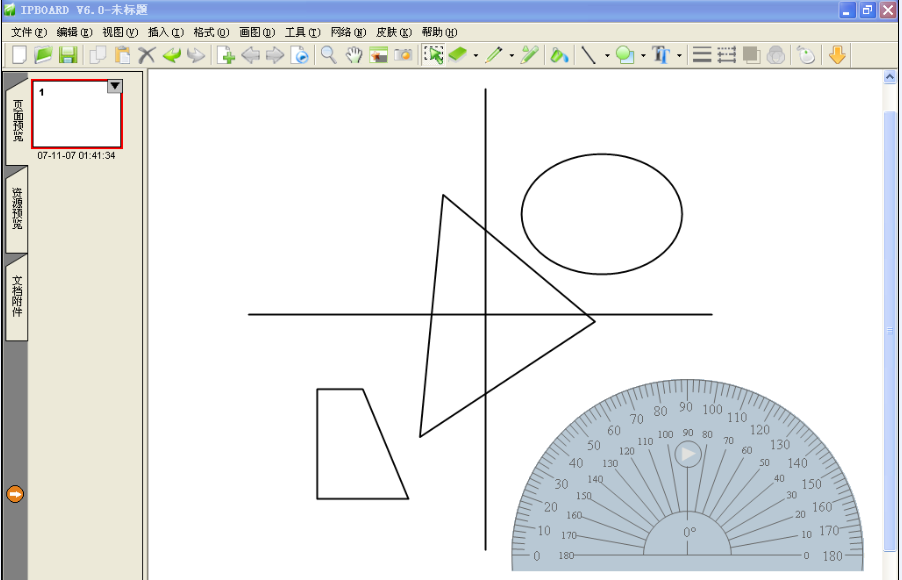 IPBOARD V6.0-未标题
文件(F) 编辑(E) 视图(V) 插入(I) 格式(O) 画图(D) 工具(T) 网络(N) 皮肤(K) 帮助(H)
页面预览
1
07-11-07 01:41:34
资源预览
文档附件
0 10 20 30 40 50 60 70 80 90 100 110 120 130 140 150 160 170 180
180 170 160 150 140 130 120 110 100 90 80 70 60 50 40 30 20 10 0
0°